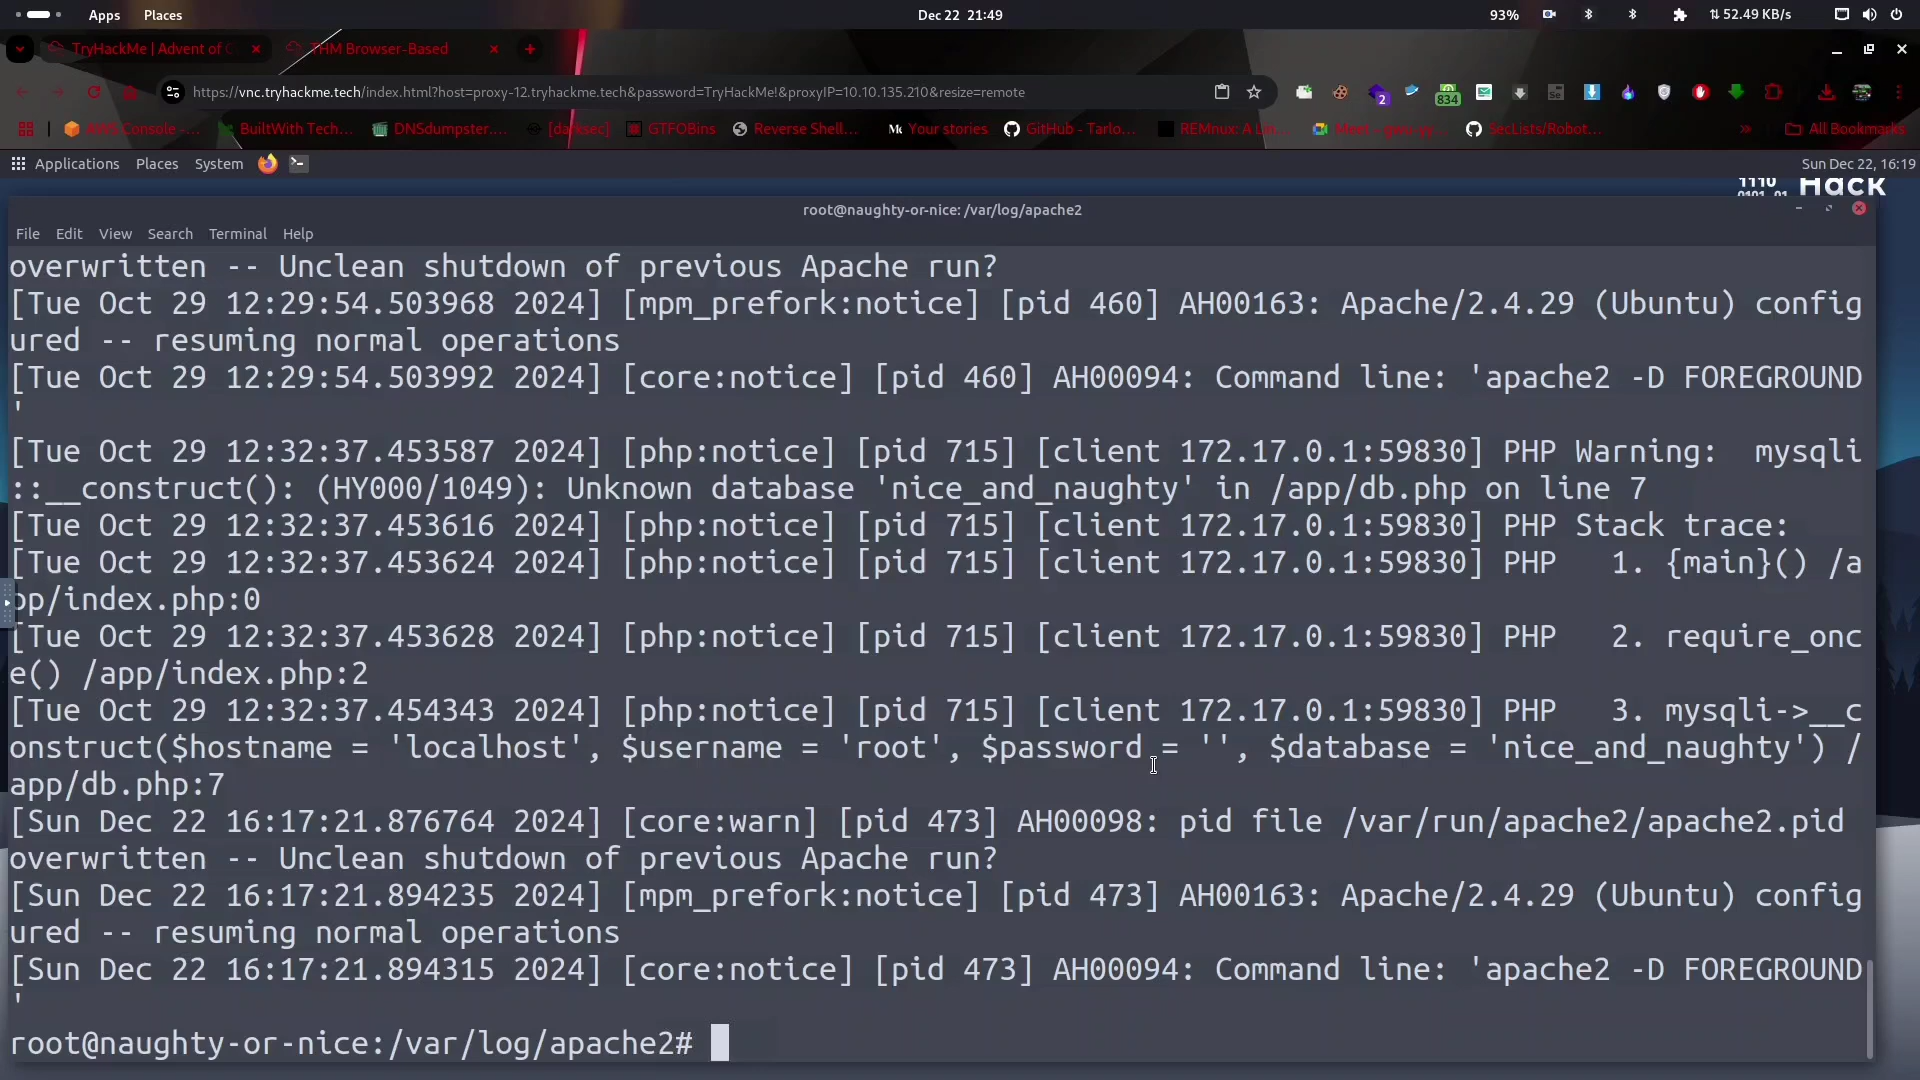 Apps Places Dec 22 21:49 93% 52.49 KB/s
TryHackMe | Advent of C THM Browser-Based
https://vnc.tryhackme.tech/index.html?host=proxy-12.tryhackme.tech&password=TryHackMe!&proxyIP=10.10.135.210&resize=remote 2 834
AWS Console -... BuiltWith Tech... DNSdumpster.... [darksec] GTFOBins Reverse Shell... Your stories GitHub - Tarlo... REMnux: A Lin... SecLists/Robot... » All Bookmarks
Applications Places System Sun Dec 22, 16:19
1110 Hack
root@naughty-or-nice: /var/log/apache2
File Edit View Search Terminal Help
overwritten -- Unclean shutdown of previous Apache run?
[Tue Oct 29 12:29:54.503968 2024] [mpm_prefork:notice] [pid 460] AH00163: Apache/2.4.29 (Ubuntu) config
ured -- resuming normal operations
[Tue Oct 29 12:29:54.503992 2024] [core:notice] [pid 460] AH00094: Command line: 'apache2 -D FOREGROUND
'
[Tue Oct 29 12:32:37.453587 2024] [php:notice] [pid 715] [client 172.17.0.1:59830] PHP Warning:  mysqli
::__construct(): (HY000/1049): Unknown database 'nice_and_naughty' in /app/db.php on line 7
[Tue Oct 29 12:32:37.453616 2024] [php:notice] [pid 715] [client 172.17.0.1:59830] PHP Stack trace:
[Tue Oct 29 12:32:37.453624 2024] [php:notice] [pid 715] [client 172.17.0.1:59830] PHP   1. {main}() /a
pp/index.php:0
[Tue Oct 29 12:32:37.453628 2024] [php:notice] [pid 715] [client 172.17.0.1:59830] PHP   2. require_onc
e() /app/index.php:2
[Tue Oct 29 12:32:37.454343 2024] [php:notice] [pid 715] [client 172.17.0.1:59830] PHP   3. mysqli->__c
onstruct($hostname = 'localhost', $username = 'root', $password = '', $database = 'nice_and_naughty') /
app/db.php:7
[Sun Dec 22 16:17:21.876764 2024] [core:warn] [pid 473] AH00098: pid file /var/run/apache2/apache2.pid
overwritten -- Unclean shutdown of previous Apache run?
[Sun Dec 22 16:17:21.894235 2024] [mpm_prefork:notice] [pid 473] AH00163: Apache/2.4.29 (Ubuntu) config
ured -- resuming normal operations
[Sun Dec 22 16:17:21.894315 2024] [core:notice] [pid 473] AH00094: Command line: 'apache2 -D FOREGROUND
'
root@naughty-or-nice:/var/log/apache2#